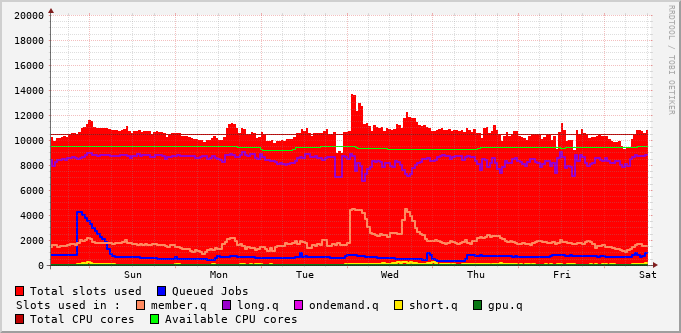 20000
18000
16000
14000
12000
10000
8000
6000
4000
2000
0
Sun Mon Tue Wed Thu Fri Sat
RRDTOOL / TOBI OETIKER
Total slots used Queued Jobs
Slots used in : member.q long.q ondemand.q short.q gpu.q
Total CPU cores Available CPU cores